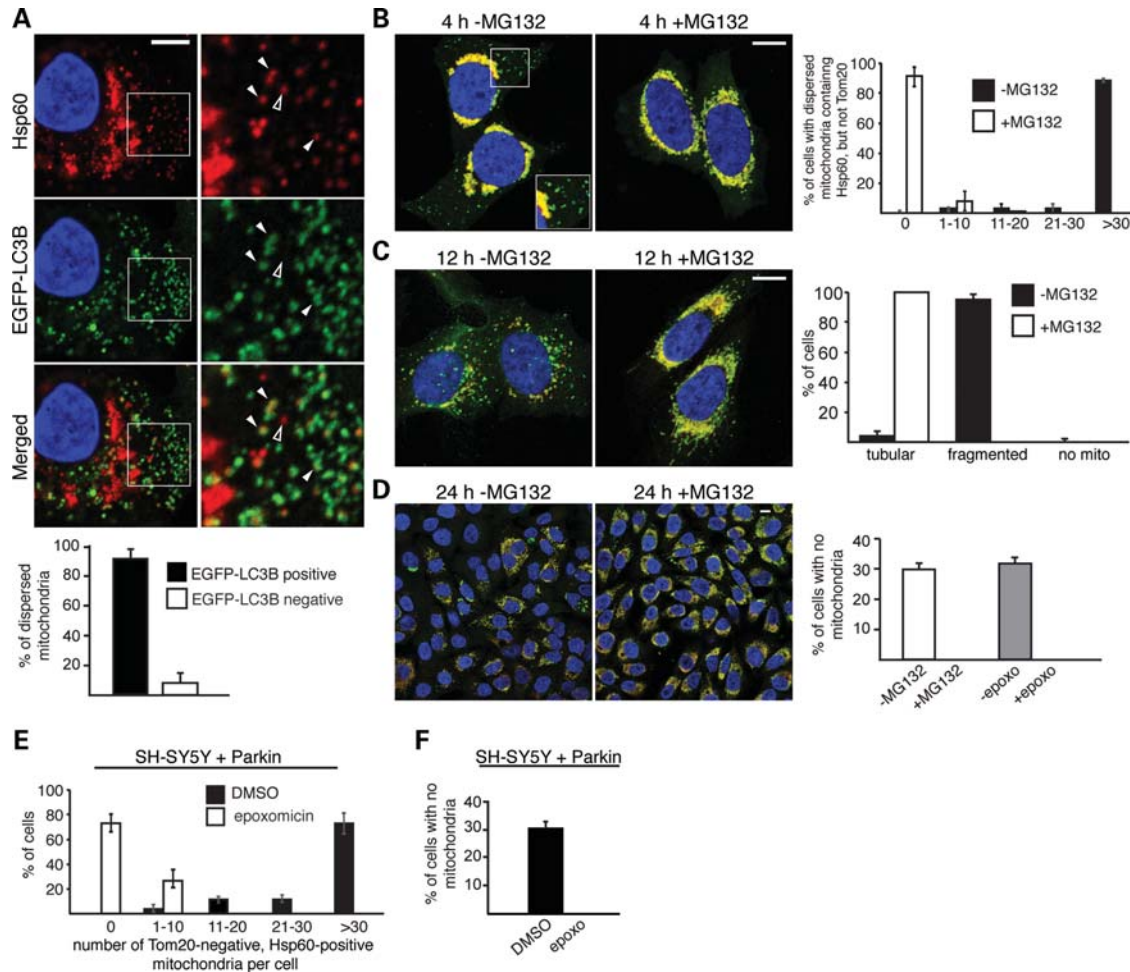 A
Hsp60
EGFP-LC3B
Merged
% of dispersed
mitochondria
100
80
60
40
20
EGFP-LC3B positive
EGFP-LC3B negative
B
4 h -MG132
4 h +MG132
% of cells with dispersed
mitochondria containing
Hsp60, but not Tom20
100
80
60
40
20
-MG132
+MG132
0 1-10 11-20 21-30 >30
C
12 h -MG132
12 h +MG132
% of cells
100
80
60
40
20
-MG132
+MG132
tubular fragmented no mito
D
24 h -MG132
24 h +MG132
% of cells with no
mitochondria
40
30
20
10
-MG132
+MG132
-epoxo
+epoxo
E
SH-SY5Y + Parkin
% of cells
100
80
60
40
20
DMSO
epoxomicin
0 1-10 11-20 21-30 >30
number of Tom20-negative, Hsp60-positive
mitochondria per cell
F
SH-SY5Y + Parkin
% of cells with no
mitochondria
40
30
20
10
DMSO
epoxo